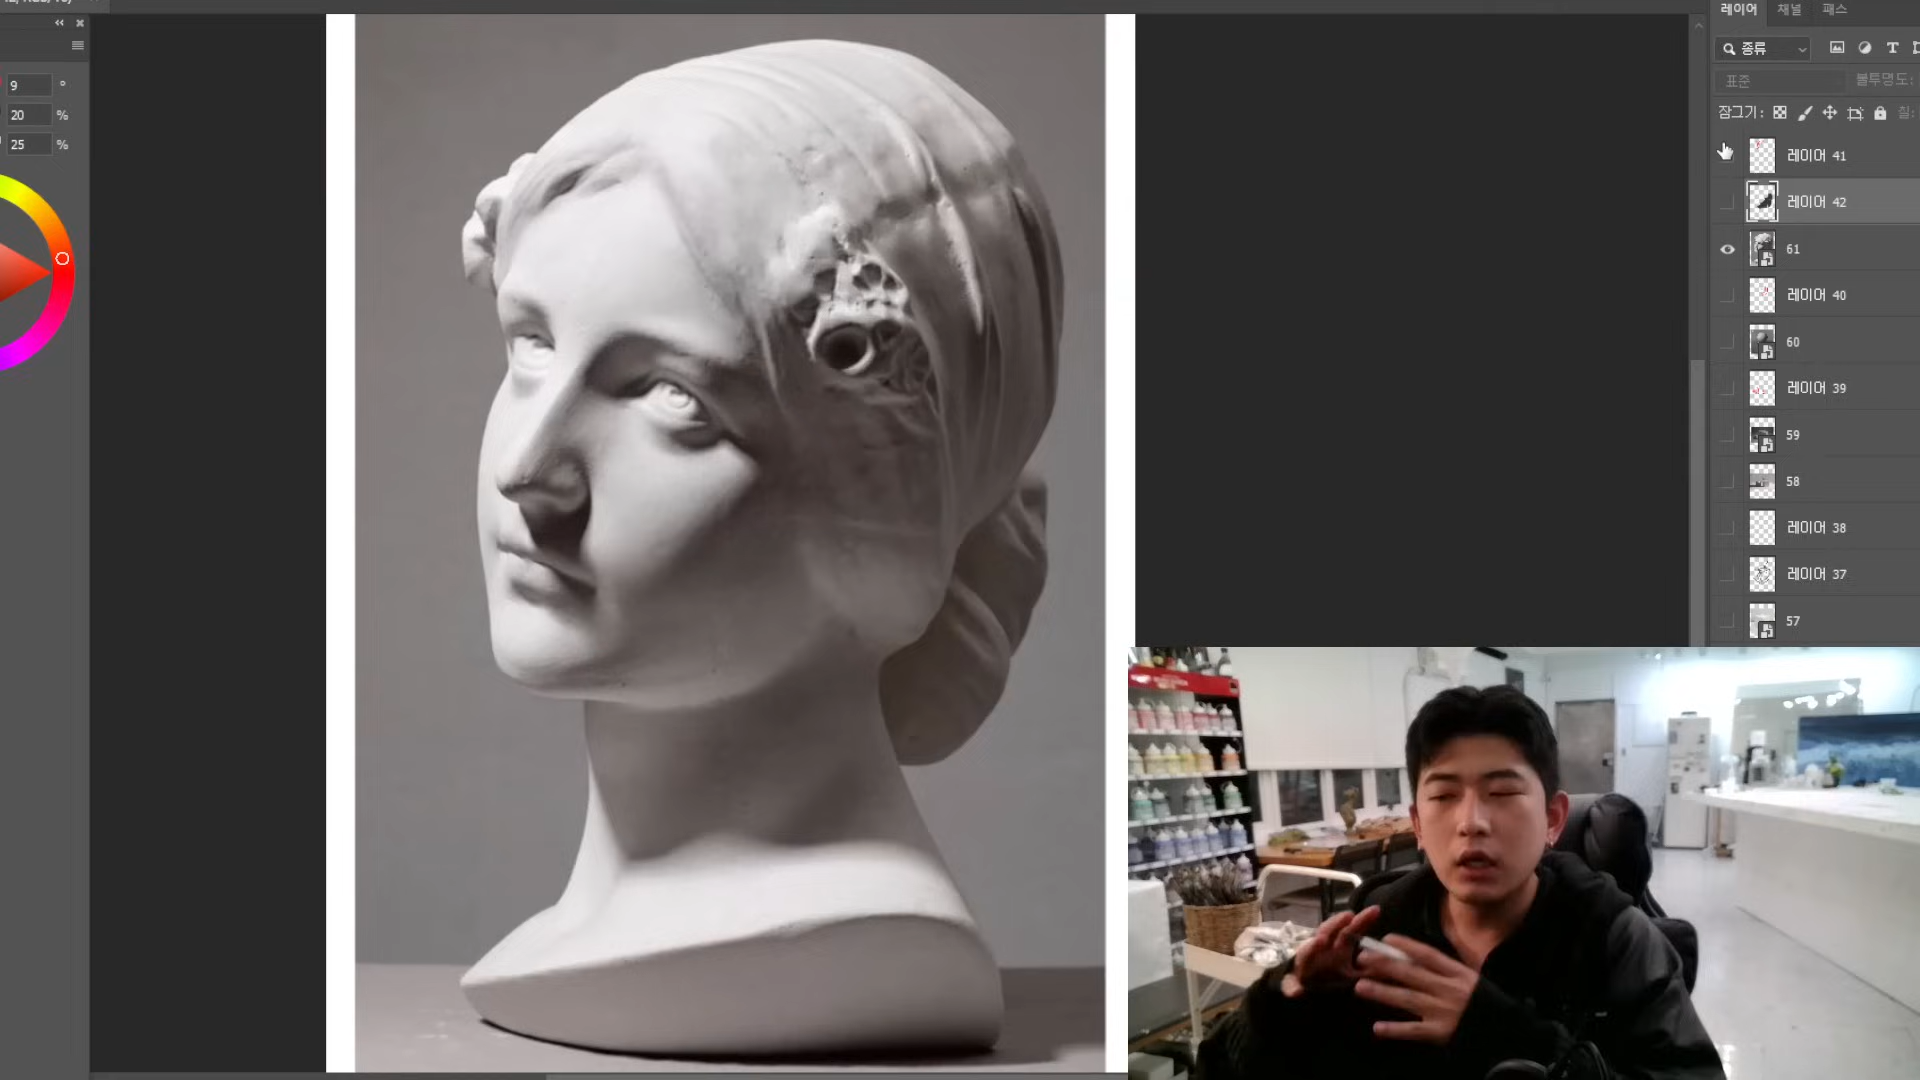 레이어 채널 패스
종류
9 °
표준 불투명도:
20 %
잠그기: 칠:
25 %
레이어 41
레이어 42
61
레이어 40
60
레이어 39
59
58
레이어 38
레이어 37
57